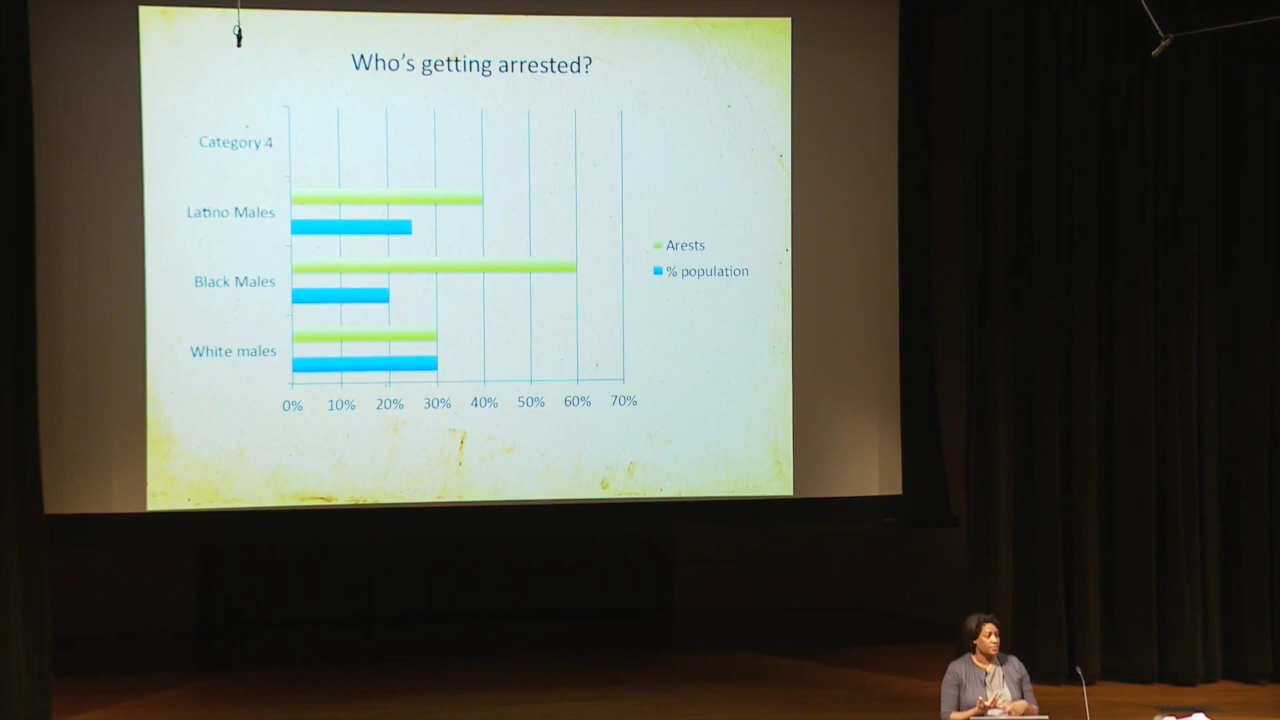 Who's getting arrested?
Category 4
Latino Males
Black Males
White males
0% 10% 20% 30% 40% 50% 60% 70%
Arests
% population